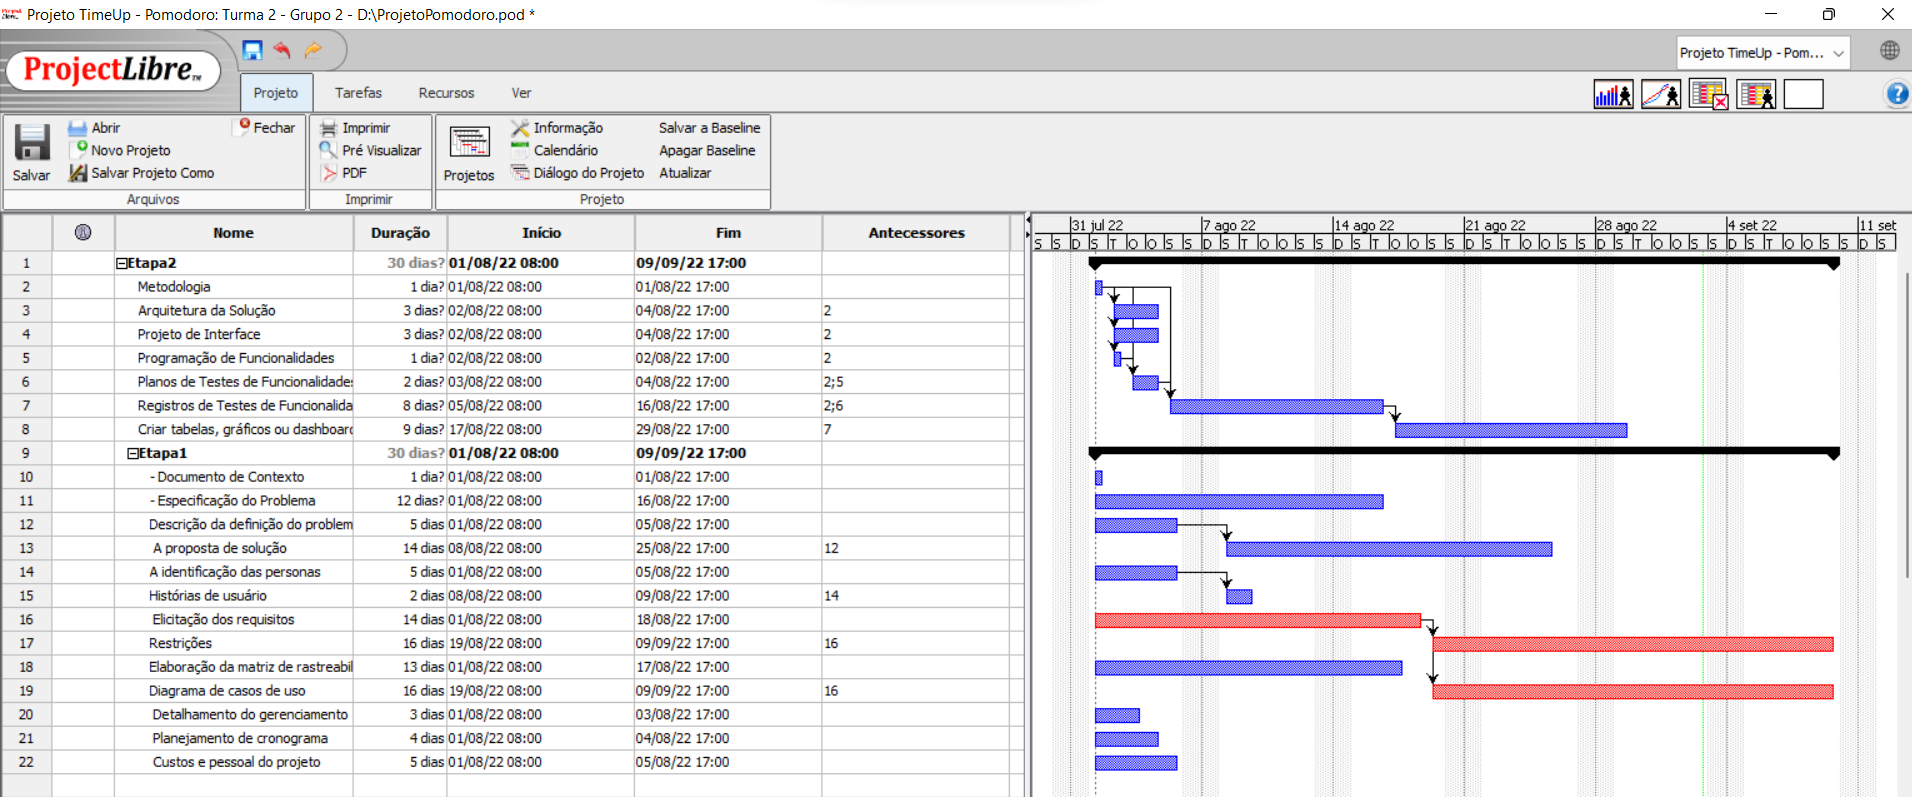 Projeto TimeUp - Pomodoro: Turma 2 - Grupo 2 - D:\ProjetoPomodoro.pod *
ProjectLibre™
Projeto TimeUp - Pom...
Projeto Tarefas Recursos Ver
Salvar
Abrir
Novo Projeto
Salvar Projeto Como
Fechar
Arquivos
Imprimir
Pré Visualizar
PDF
Imprimir
Projetos
Informação
Calendário
Diálogo do Projeto
Salvar a Baseline
Apagar Baseline
Atualizar
Projeto
Nome Duração Início Fim Antecessores
1 Etapa2 30 dias? 01/08/22 08:00 09/09/22 17:00
2 Metodologia 1 dia? 01/08/22 08:00 01/08/22 17:00
3 Arquitetura da Solução 3 dias? 02/08/22 08:00 04/08/22 17:00 2
4 Projeto de Interface 3 dias? 02/08/22 08:00 04/08/22 17:00 2
5 Programação de Funcionalidades 1 dia? 02/08/22 08:00 02/08/22 17:00 2
6 Planos de Testes de Funcionalidades 2 dias? 03/08/22 08:00 04/08/22 17:00 2;5
7 Registros de Testes de Funcionalida 8 dias? 05/08/22 08:00 16/08/22 17:00 2;6
8 Criar tabelas, gráficos ou dashboard 9 dias? 17/08/22 08:00 29/08/22 17:00 7
9 Etapa1 30 dias? 01/08/22 08:00 09/09/22 17:00
10 - Documento de Contexto 1 dia? 01/08/22 08:00 01/08/22 17:00
11 - Especificação do Problema 12 dias? 01/08/22 08:00 16/08/22 17:00
12 Descrição da definição do problem 5 dias 01/08/22 08:00 05/08/22 17:00
13 A proposta de solução 14 dias 08/08/22 08:00 25/08/22 17:00 12
14 A identificação das personas 5 dias 01/08/22 08:00 05/08/22 17:00
15 Histórias de usuário 2 dias 08/08/22 08:00 09/08/22 17:00 14
16 Elicitação dos requisitos 14 dias 01/08/22 08:00 18/08/22 17:00
17 Restrições 16 dias 19/08/22 08:00 09/09/22 17:00 16
18 Elaboração da matriz de rastreabil 13 dias 01/08/22 08:00 17/08/22 17:00
19 Diagrama de casos de uso 16 dias 19/08/22 08:00 09/09/22 17:00 16
20 Detalhamento do gerenciamento 3 dias 01/08/22 08:00 03/08/22 17:00
21 Planejamento de cronograma 4 dias 01/08/22 08:00 04/08/22 17:00
22 Custos e pessoal do projeto 5 dias 01/08/22 08:00 05/08/22 17:00
31 jul 22 7 ago 22 14 ago 22 21 ago 22 28 ago 22 4 set 22 11 set
S S D S T Q Q S S D S T Q Q S S D S T Q Q S S D S T Q Q S S D S T Q Q S S D S T Q Q S S D S